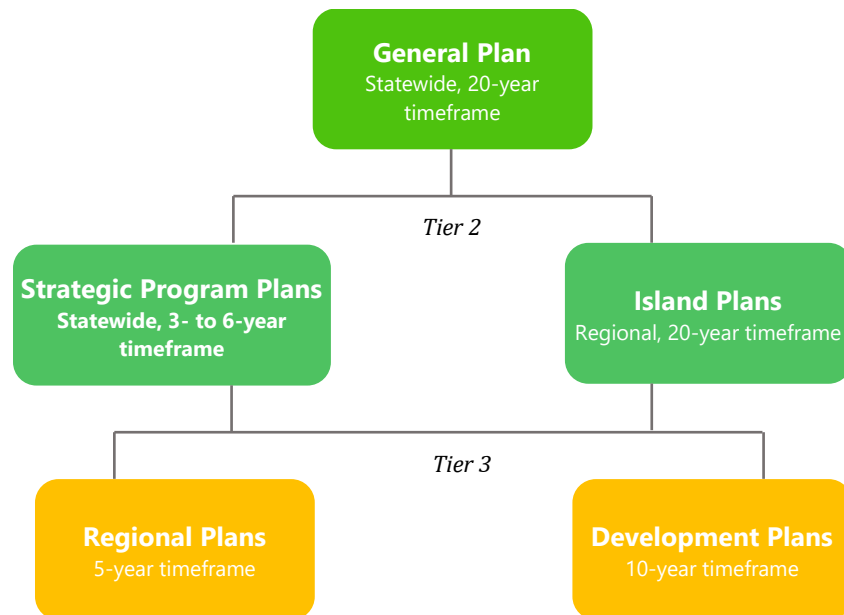 General Plan
Statewide, 20-year
timeframe
Tier 2
Strategic Program Plans
Statewide, 3- to 6-year
timeframe
Island Plans
Regional, 20-year timeframe
Tier 3
Regional Plans
5-year timeframe
Development Plans
10-year timeframe